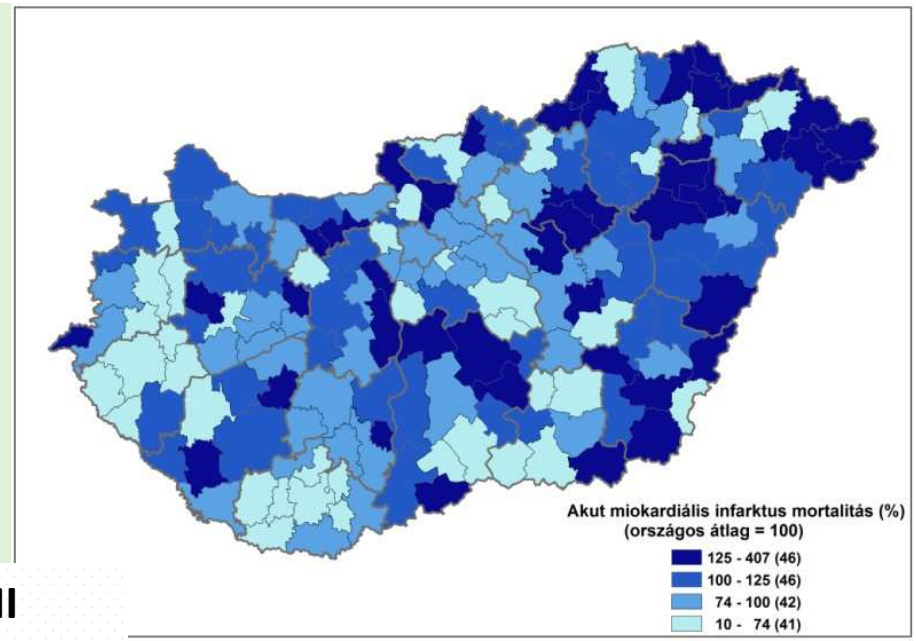 Akut miokardiális infarktus mortalitás (%)
(országos átlag = 100)
125 - 407 (46)
100 - 125 (46)
74 - 100 (42)
10 - 74 (41)